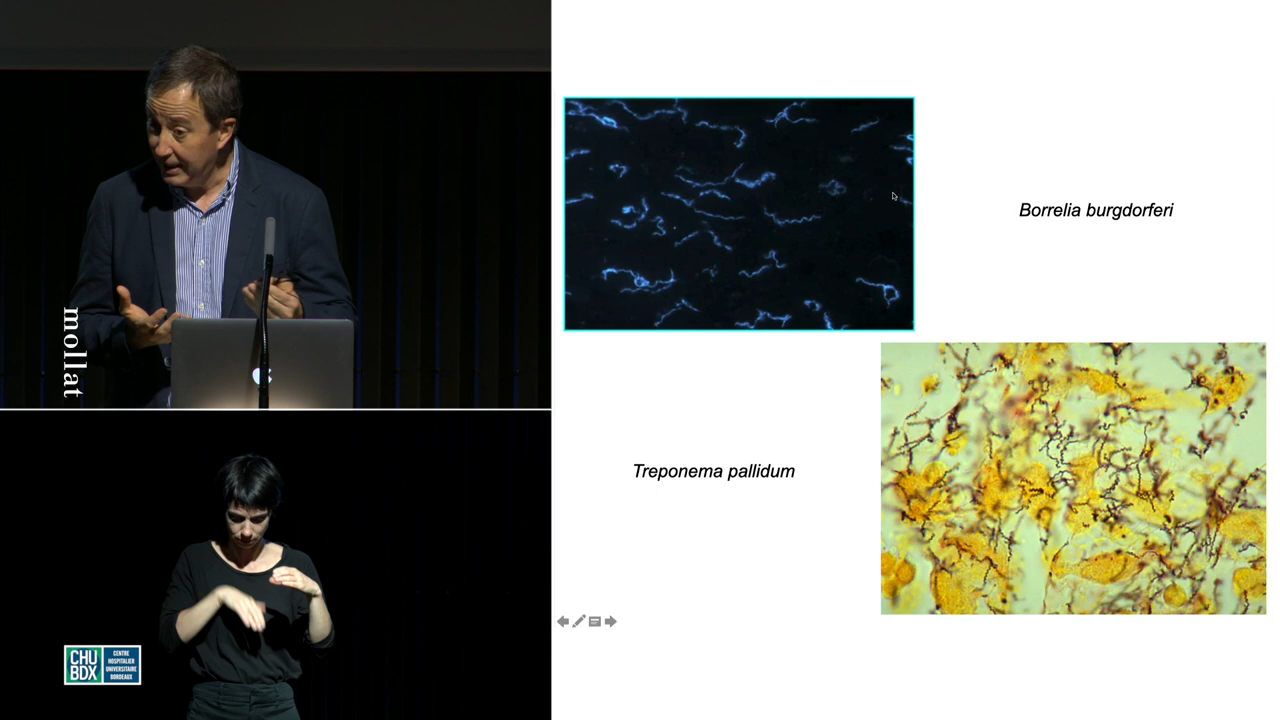 mollat
CHU
BDX
CENTRE
HOSPITALIER
UNIVERSITAIRE
BORDEAUX
Borrelia burgdorferi
Treponema pallidum